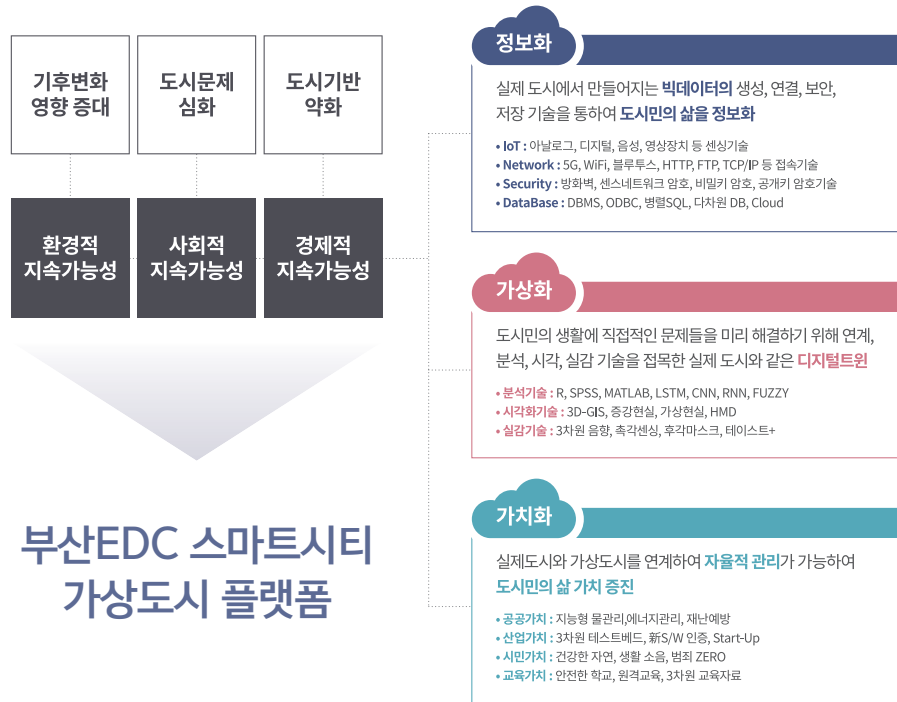 기후변화
영향 증대
도시문제
심화
도시기반
약화
환경적
지속가능성
사회적
지속가능성
경제적
지속가능성
부산EDC 스마트시티
가상도시 플랫폼
정보화
실제 도시에서 만들어지는 빅데이터의 생성, 연결, 보안,
저장 기술을 통하여 도시민의 삶을 정보화
• IoT : 아날로그, 디지털, 음성, 영상장치 등 센싱기술
• Network : 5G, WiFi, 블루투스, HTTP, FTP, TCP/IP 등 접속기술
• Security : 방화벽, 센스네트워크 암호, 비밀키 암호, 공개키 암호기술
• DataBase : DBMS, ODBC, 병렬SQL, 다차원 DB, Cloud
가상화
도시민의 생활에 직접적인 문제들을 미리 해결하기 위해 연계,
분석, 시각, 실감 기술을 접목한 실제 도시와 같은 디지털트윈
• 분석기술 : R, SPSS, MATLAB, LSTM, CNN, RNN, FUZZY
• 시각화기술 : 3D-GIS, 증강현실, 가상현실, HMD
• 실감기술 : 3차원 음향, 촉각센싱, 후각마스크, 테이스트+
가치화
실제도시와 가상도시를 연계하여 자율적 관리가 가능하여
도시민의 삶 가치 증진
• 공공가치 : 지능형 물관리,에너지관리, 재난예방
• 산업가치 : 3차원 테스트베드, 新S/W 인증, Start-Up
• 시민가치 : 건강한 자연, 생활 소음, 범죄 ZERO
• 교육가치 : 안전한 학교, 원격교육, 3차원 교육자료